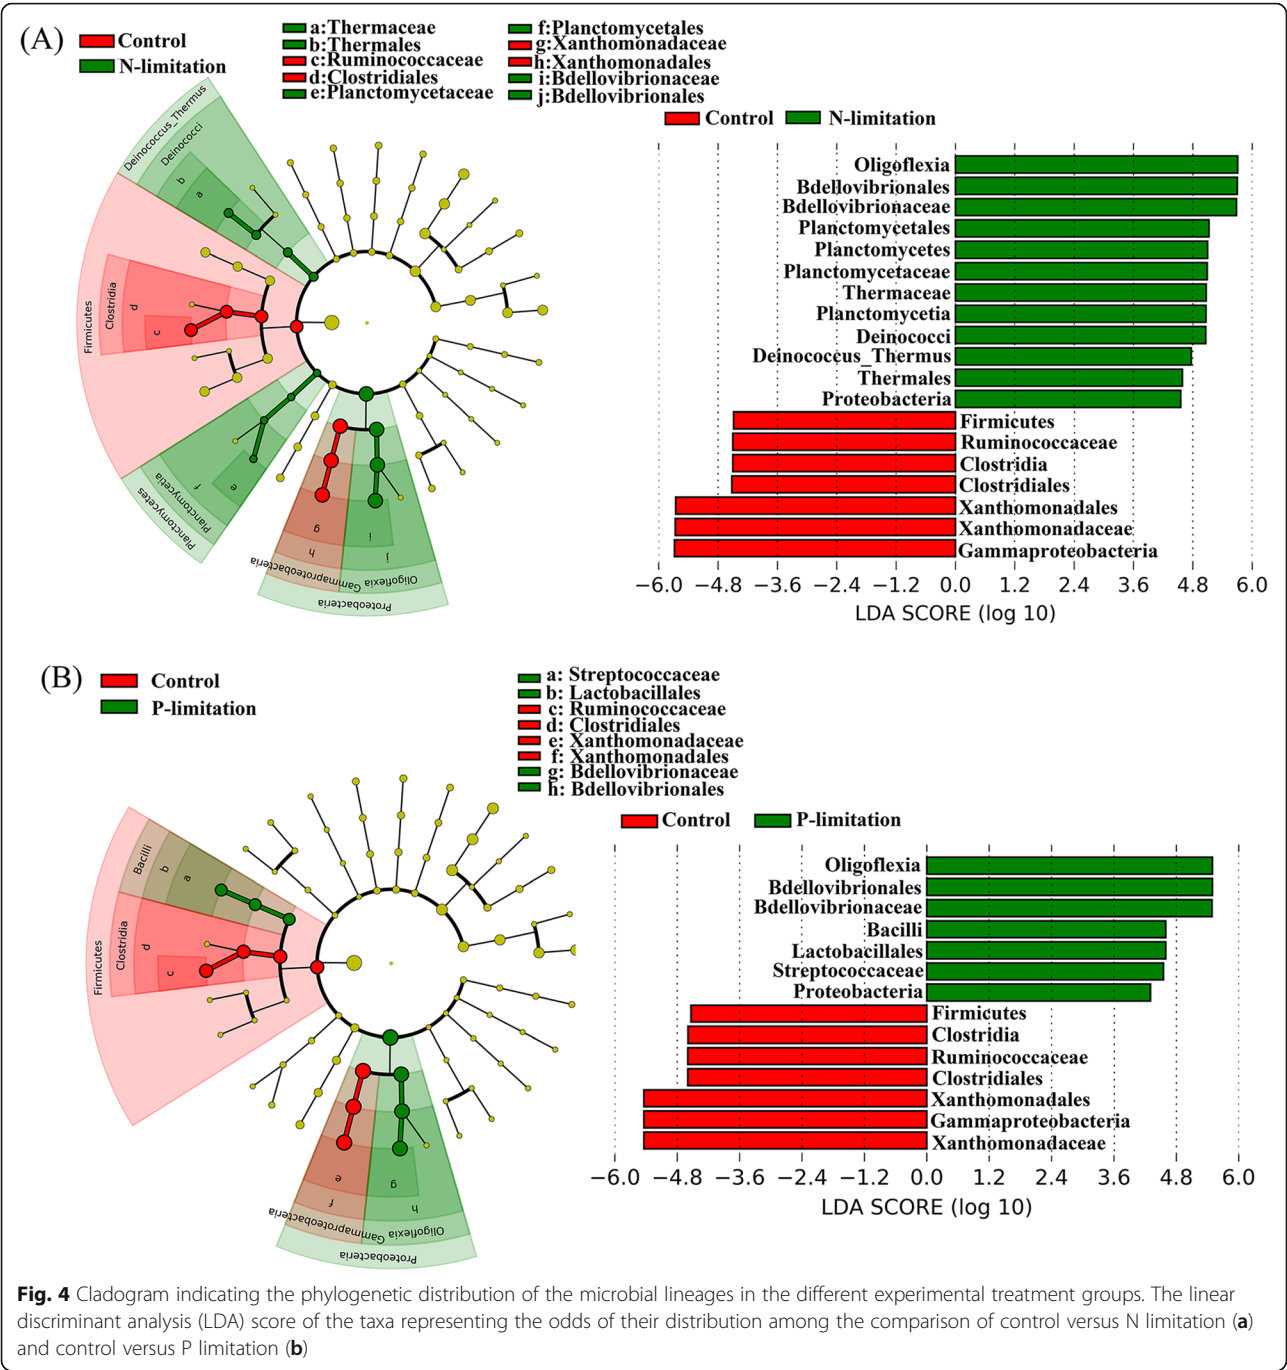 (A)
Control
N-limitation
a:Thermaceae
b:Thermales
c:Ruminococcaceae
d:Clostridiales
e:Planctomycetaceae
f:Planctomycetales
g:Xanthomonadaceae
h:Xanthomonadales
i:Bdellovibrionaceae
j:Bdellovibrionales
Deinococcus_Thermus
Deinococci
b
a
Firmicutes
Clostridia
d
c
Planctomycetes
Planctomycetia
f
e
g
h
Gammaproteobacteria
i
j
Oligoflexia
Proteobacteria
Control N-limitation
Oligoflexia
Bdellovibrionales
Bdellovibrionaceae
Planctomycetales
Planctomycetes
Planctomycetaceae
Thermaceae
Planctomycetia
Deinococci
Deinococcus_Thermus
Thermales
Proteobacteria
Firmicutes
Ruminococcaceae
Clostridia
Clostridiales
Xanthomonadales
Xanthomonadaceae
Gammaproteobacteria
−6.0 −4.8 −3.6 −2.4 −1.2 0.0 1.2 2.4 3.6 4.8 6.0
LDA SCORE (log 10)
(B)
Control
P-limitation
a: Streptococcaceae
b: Lactobacillales
c: Ruminococcaceae
d: Clostridiales
e: Xanthomonadaceae
f: Xanthomonadales
g: Bdellovibrionaceae
h: Bdellovibrionales
Bacilli
b
a
Firmicutes
Clostridia
d
c
e
f
Gammaproteobacteria
g
h
Oligoflexia
Proteobacteria
Control P-limitation
Oligoflexia
Bdellovibrionales
Bdellovibrionaceae
Bacilli
Lactobacillales
Streptococcaceae
Proteobacteria
Firmicutes
Clostridia
Ruminococcaceae
Clostridiales
Xanthomonadales
Gammaproteobacteria
Xanthomonadaceae
−6.0 −4.8 −3.6 −2.4 −1.2 0.0 1.2 2.4 3.6 4.8 6.0
LDA SCORE (log 10)
Fig. 4 Cladogram indicating the phylogenetic distribution of the microbial lineages in the different experimental treatment groups. The linear
discriminant analysis (LDA) score of the taxa representing the odds of their distribution among the comparison of control versus N limitation (a)
and control versus P limitation (b)